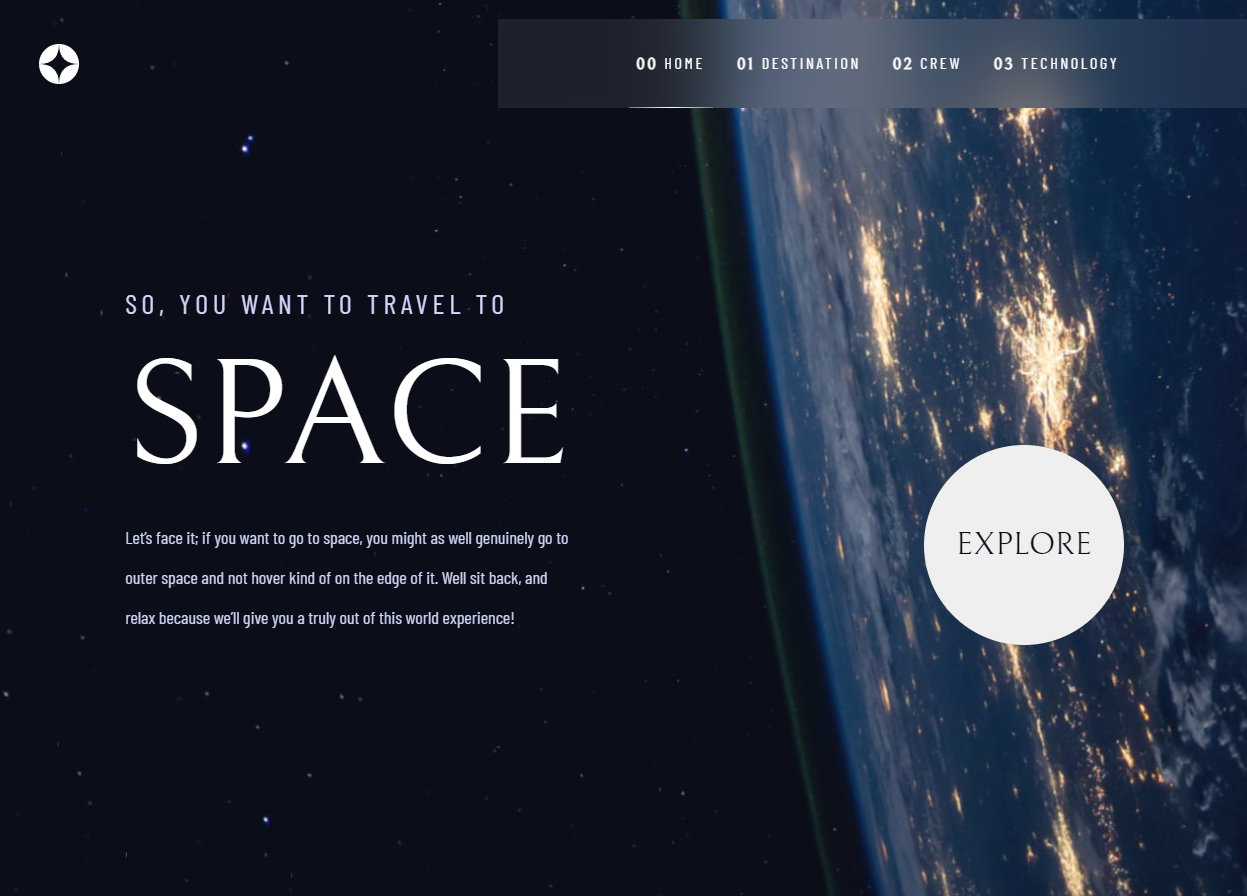 00 HOME 01 DESTINATION 02 CREW 03 TECHNOLOGY
SO, YOU WANT TO TRAVEL TO
SPACE
Let’s face it; if you want to go to space, you might as well genuinely go to
outer space and not hover kind of on the edge of it. Well sit back, and
relax because we’ll give you a truly out of this world experience!
EXPLORE